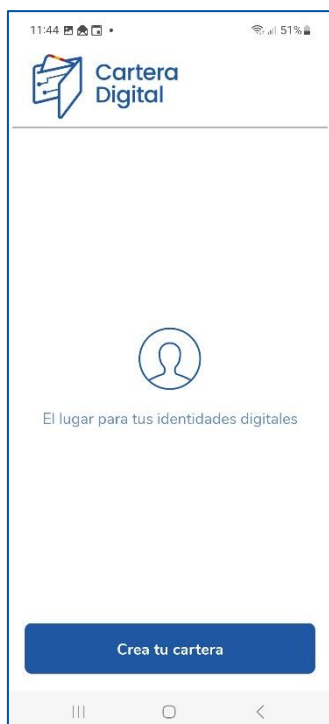 11:44
51%
Cartera
Digital
El lugar para tus identidades digitales
Crea tu cartera